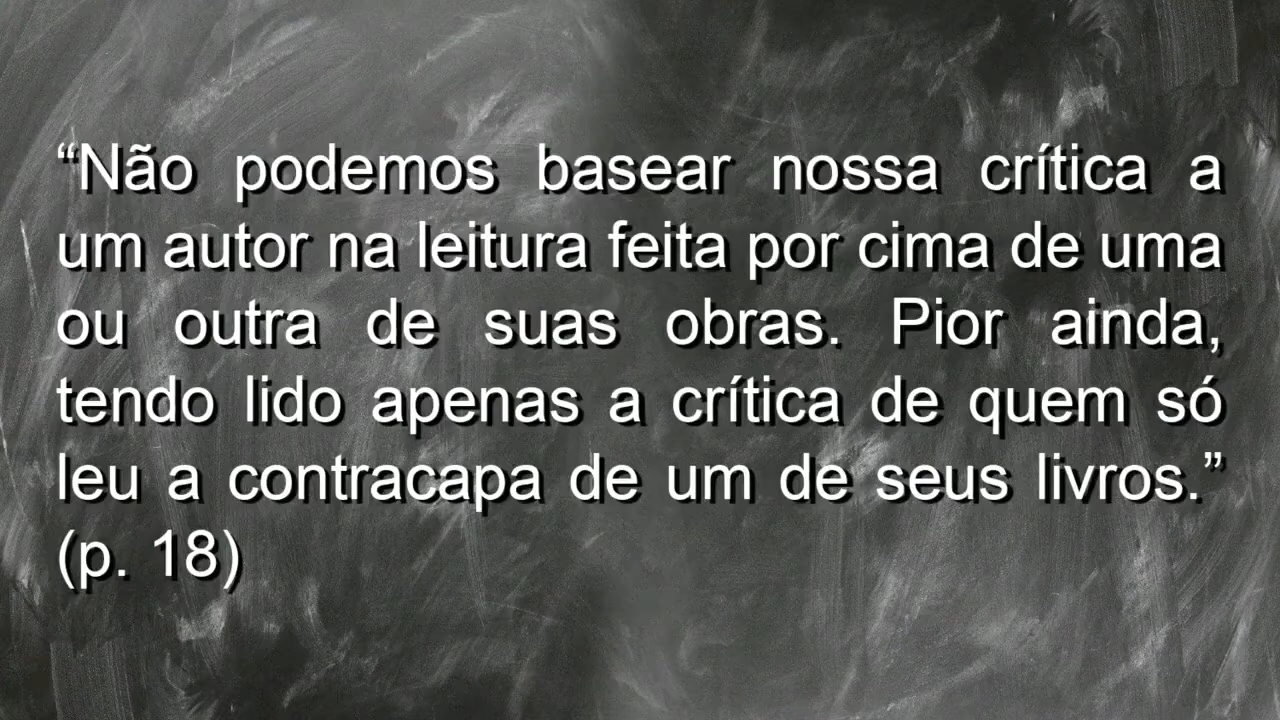 “Não podemos basear nossa crítica a
um autor na leitura feita por cima de uma
ou outra de suas obras. Pior ainda,
tendo lido apenas a crítica de quem só
leu a contracapa de um de seus livros.”
(p. 18)